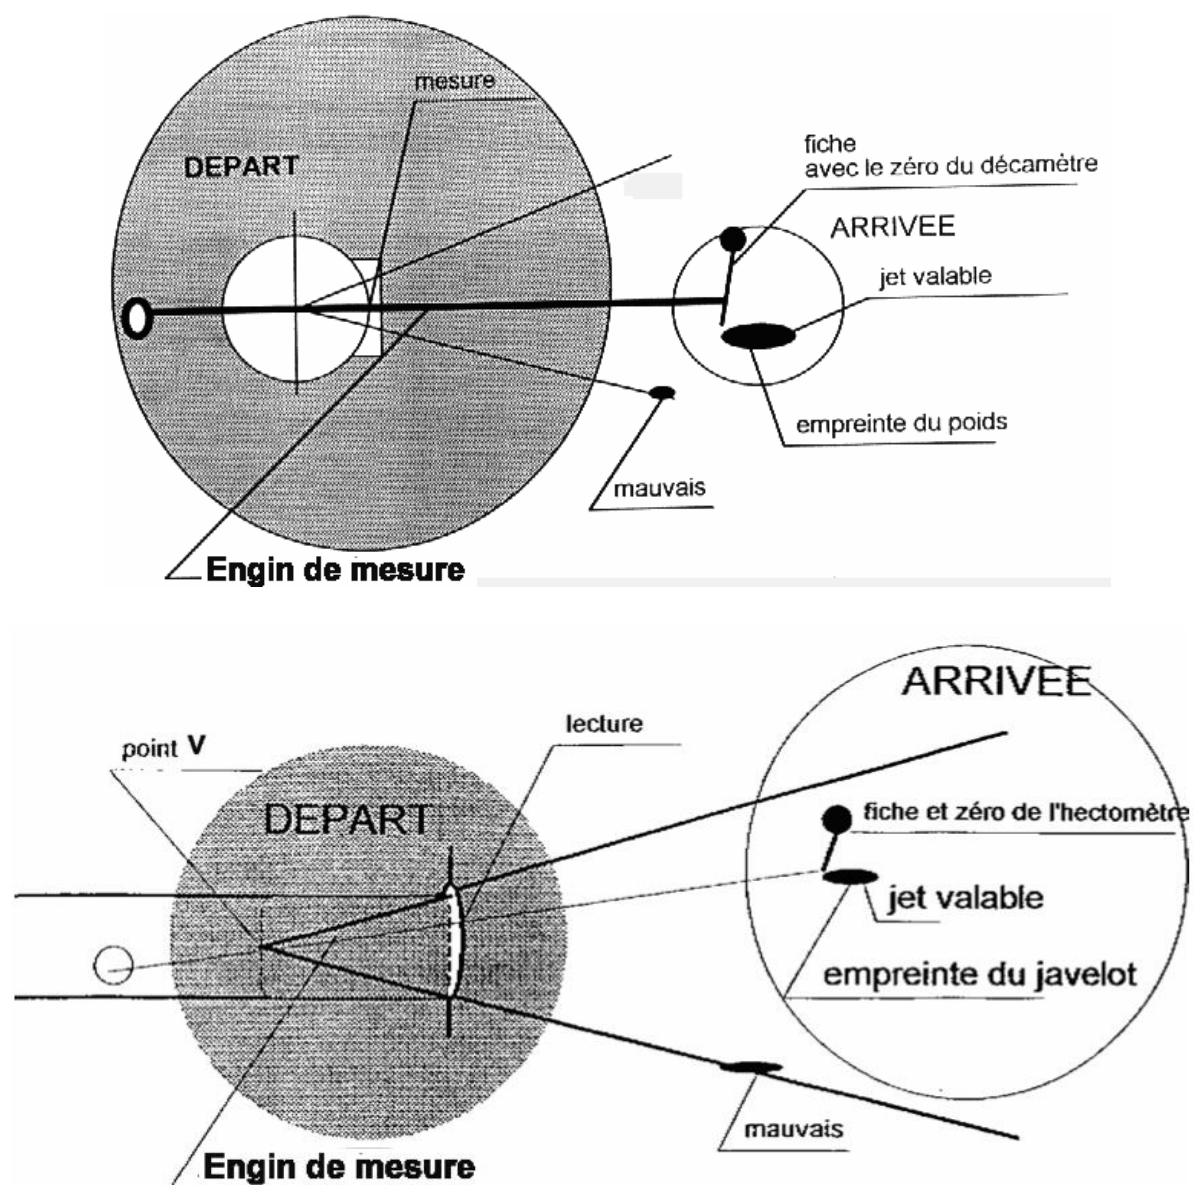 mesure
DEPART
fiche
avec le zéro du décamètre
ARRIVEE
jet valable
empreinte du poids
mauvais
Engin de mesure
ARRIVEE
lecture
point V
DEPART
fiche et zéro de l'hectomètre
jet valable
empreinte du javelot
mauvais
Engin de mesure